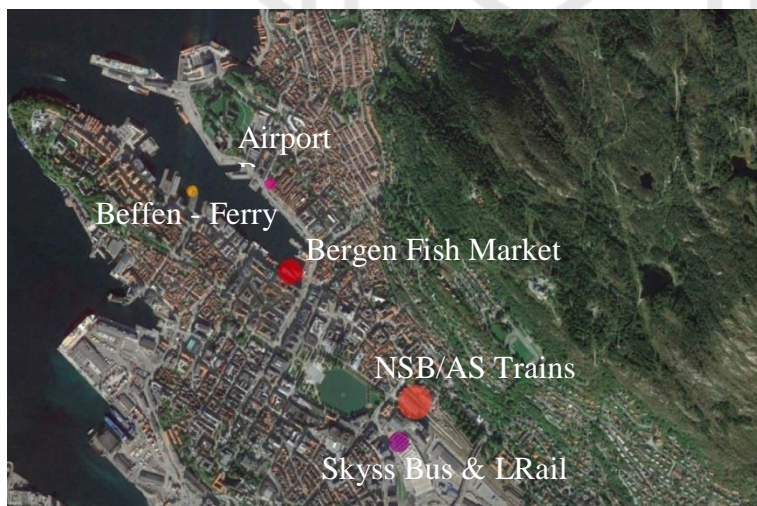 Airport
Beffen - Ferry
Bergen Fish Market
NSB/AS Trains
Skyss Bus & LRail